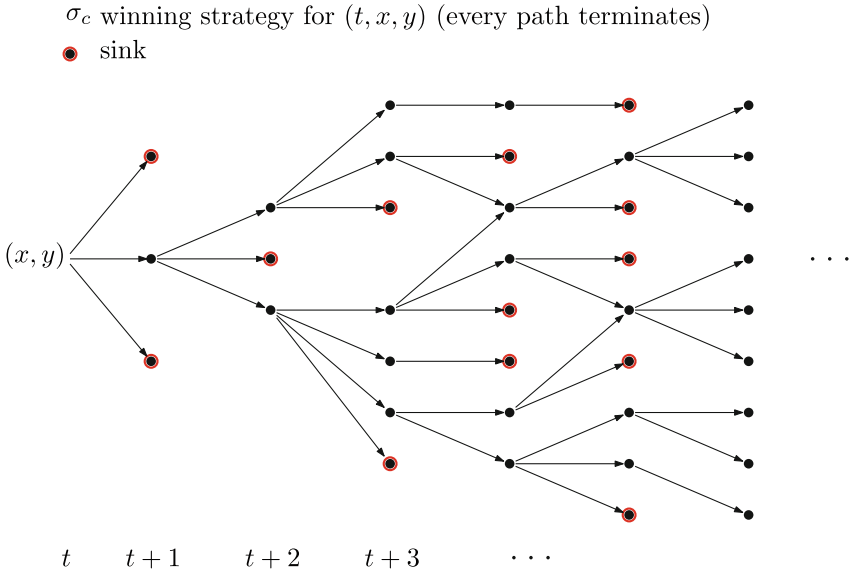 σ_c winning strategy for (t, x, y) (every path terminates)
sink
(x, y)
· · ·
t t + 1 t + 2 t + 3 · · ·